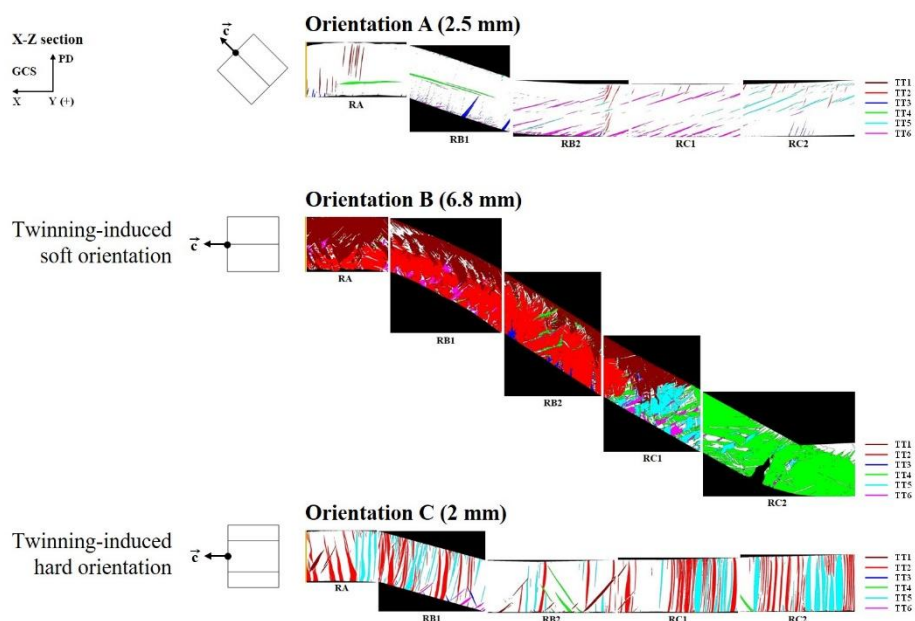 X-Z section
PD
GCS
X
Y (+)
c
Orientation A (2.5 mm)
RA
RB1
RB2
RC1
RC2
TT1
TT2
TT3
TT4
TT5
TT6
Twinning-induced
soft orientation
c
Orientation B (6.8 mm)
RA
RB1
RB2
RC1
RC2
TT1
TT2
TT3
TT4
TT5
TT6
Twinning-induced
hard orientation
c
Orientation C (2 mm)
RA
RB1
RB2
RC1
RC2
TT1
TT2
TT3
TT4
TT5
TT6